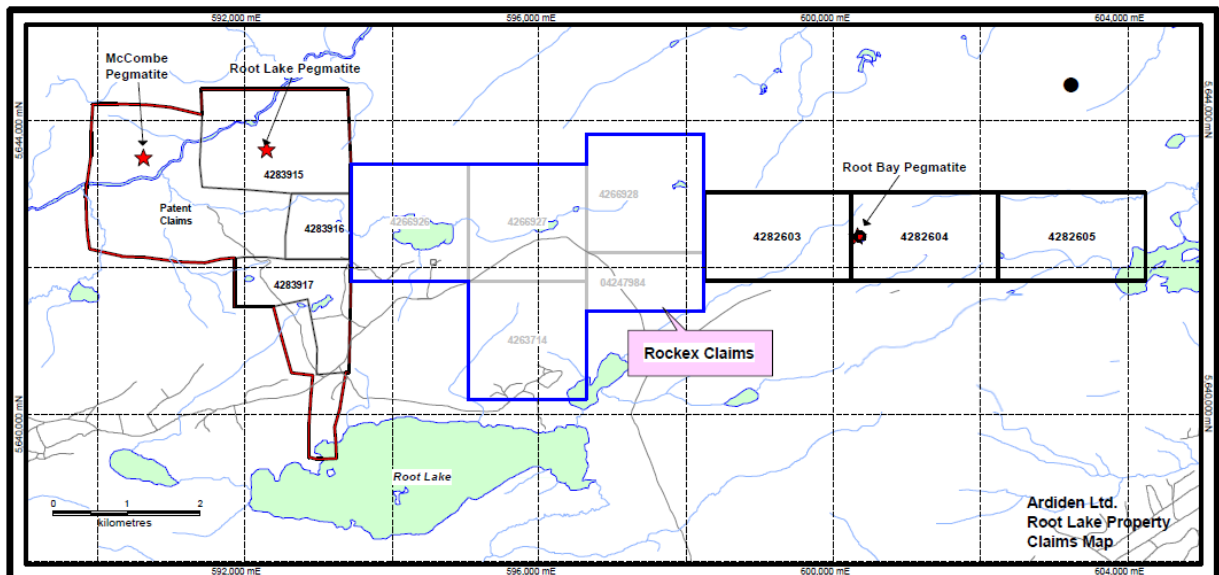 592,000 mE
596,000 mE
600,000 mE
604,000 mE
McCombe
Pegmatite
Root Lake Pegmatite
5,644,000 mN
5,644,000 mN
4283915
Root Bay Pegmatite
4266928
Patent
Claims
4283916
4266926
4266927
4282603
4282604
4282605
4283917
04247984
4263714
Rockex Claims
5,640,000 mN
5,640,000 mN
Root Lake
0
1
2
kilometres
Ardiden Ltd.
Root Lake Property
Claims Map
592,000 mE
596,000 mE
600,000 mE
604,000 mE